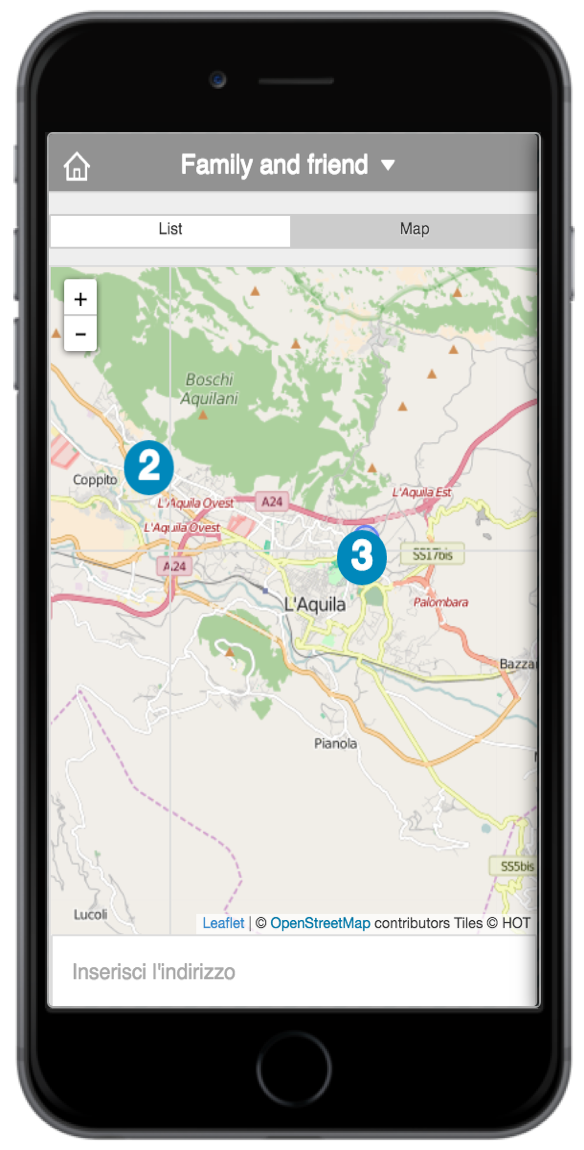 Family and friend
List
Map
+
-
Boschi
Aquilani
2
Coppito
L'Aquila Ovest
A24
L'Aquila Est
L'Aquila Ovest
3
SS17bis
A24
L'Aquila
Palombara
Bazza
Pianola
SS5bis
Lucoli
Leaflet | © OpenStreetMap contributors Tiles © HOT
Inserisci l'indirizzo